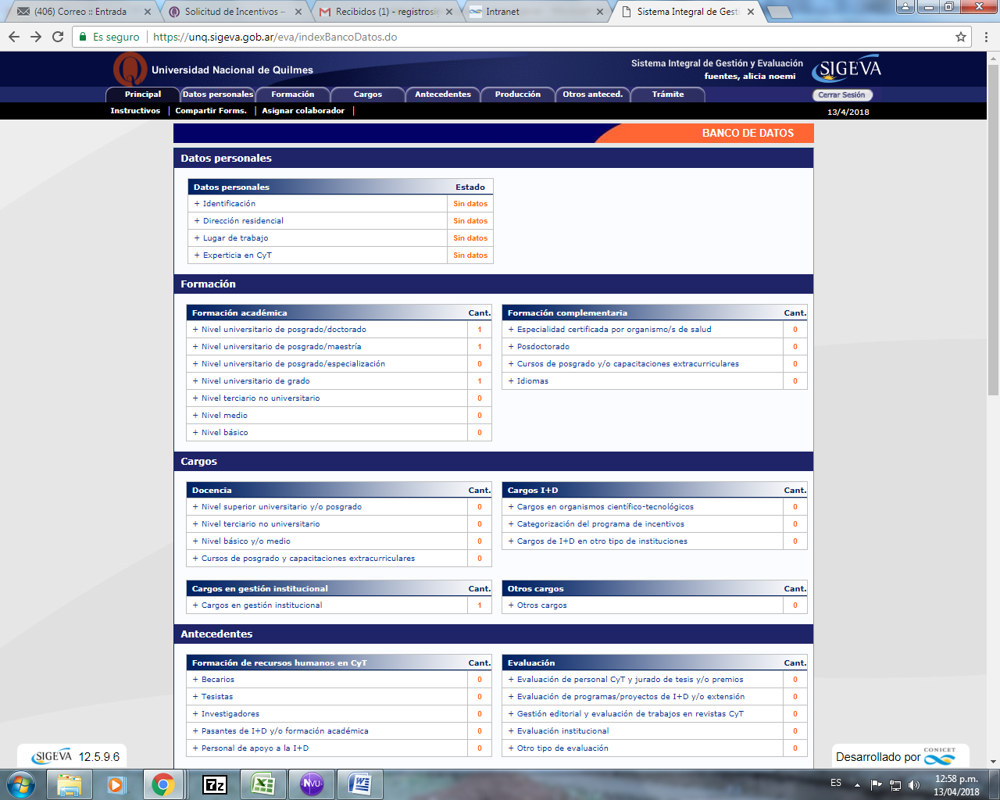 (406) Correo :: Entrada
Solicitud de Incentivos –
Recibidos (1) - registrosig
Intranet
Sistema Integral de Gesti
Es seguro https://unq.sigeva.gob.ar/eva/indexBancoDatos.do
Universidad Nacional de Quilmes
Sistema Integral de Gestión y Evaluación
fuentes, alicia noemi
SIGEVA
Principal Datos personales Formación Cargos Antecedentes Producción Otros anteced. Trámite
Cerrar Sesión
Instructivos | Compartir Forms. | Asignar colaborador |
13/4/2018
BANCO DE DATOS
Datos personales
Datos personales Estado
+ Identificación Sin datos
+ Dirección residencial Sin datos
+ Lugar de trabajo Sin datos
+ Experticia en CyT Sin datos
Formación
Formación académica Cant.
+ Nivel universitario de posgrado/doctorado 1
+ Nivel universitario de posgrado/maestría 1
+ Nivel universitario de posgrado/especialización 0
+ Nivel universitario de grado 1
+ Nivel terciario no universitario 0
+ Nivel medio 0
+ Nivel básico 0
Formación complementaria Cant.
+ Especialidad certificada por organismo/s de salud 0
+ Posdoctorado 0
+ Cursos de posgrado y/o capacitaciones extracurriculares 0
+ Idiomas 0
Cargos
Docencia Cant.
+ Nivel superior universitario y/o posgrado 0
+ Nivel terciario no universitario 0
+ Nivel básico y/o medio 0
+ Cursos de posgrado y capacitaciones extracurriculares 0
Cargos I+D Cant.
+ Cargos en organismos científico-tecnológicos 0
+ Categorización del programa de incentivos 0
+ Cargos de I+D en otro tipo de instituciones 0
Cargos en gestión institucional Cant.
+ Cargos en gestión institucional 1
Otros cargos Cant.
+ Otros cargos 0
Antecedentes
Formación de recursos humanos en CyT Cant.
+ Becarios 0
+ Tesistas 0
+ Investigadores 0
+ Pasantes de I+D y/o formación académica 0
+ Personal de apoyo a la I+D 0
Evaluación Cant.
+ Evaluación de personal CyT y jurado de tesis y/o premios 0
+ Evaluación de programas/proyectos de I+D y/o extensión 0
+ Gestión editorial y evaluación de trabajos en revistas CyT 0
+ Evaluación institucional 0
+ Otro tipo de evaluación 0
SIGEVA 12.5.9.6
Desarrollado por CONICET
7z
NVU
ES
12:58 p.m.
13/04/2018